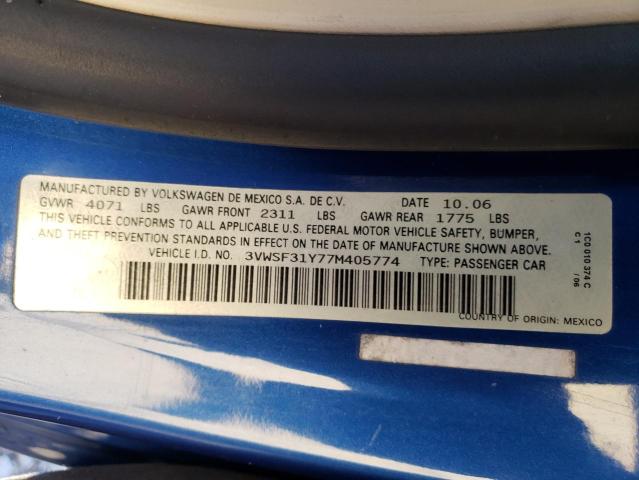 MANUFACTURED BY VOLKSWAGEN DE MEXICO S.A. DE C.V. DATE 10.06
GVWR 4071 LBS GAWR FRONT 2311 LBS GAWR REAR 1775 LBS
THIS VEHICLE CONFORMS TO ALL APPLICABLE U.S. FEDERAL MOTOR VEHICLE SAFETY, BUMPER,
AND THEFT PREVENTION STANDARDS IN EFFECT ON THE DATE OF MANUFACTURE SHOWN ABOVE.
VEHICLE I.D. NO. 3VWSF31Y77M405774 TYPE: PASSENGER CAR
COUNTRY OF ORIGIN: MEXICO
1C0 010 374 C
C1 /06